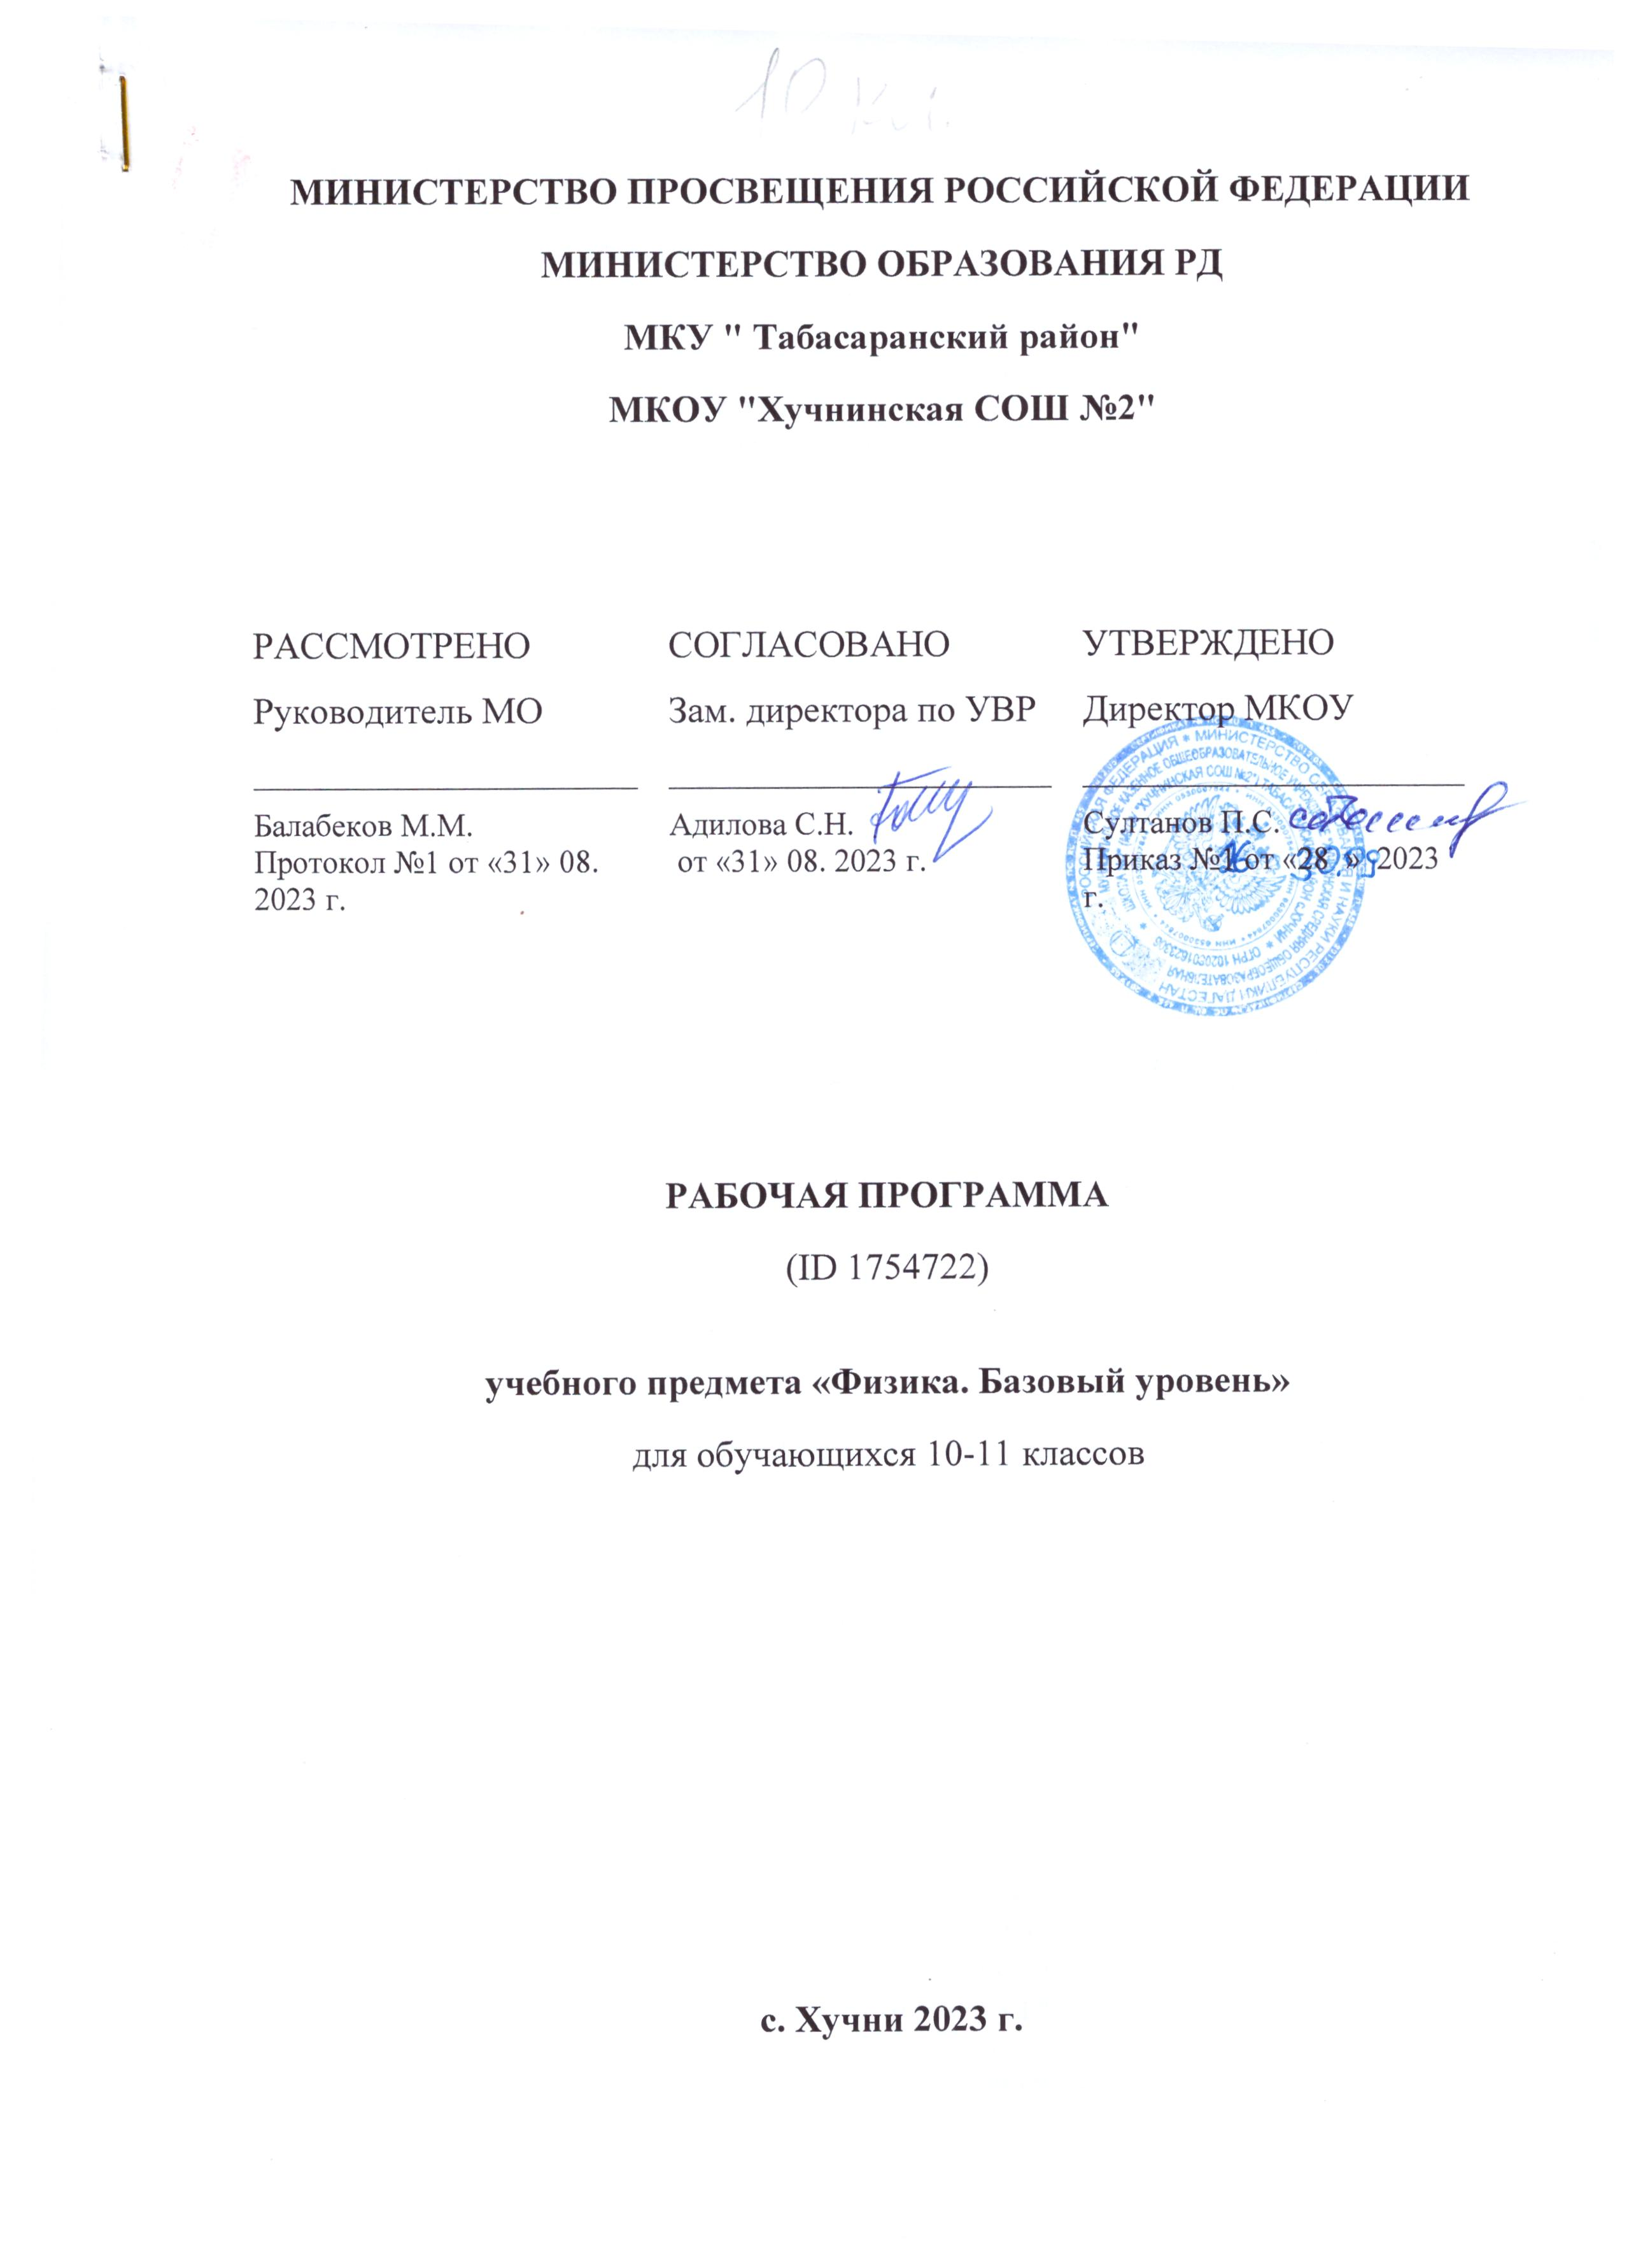 10 кл.
МИНИСТЕРСТВО ПРОСВЕЩЕНИЯ РОССИЙСКОЙ ФЕДЕРАЦИИ
МИНИСТЕРСТВО ОБРАЗОВАНИЯ РД
МКУ " Табасаранский район"
МКОУ "Хучнинская СОШ №2"
РАССМОТРЕНО
Руководитель МО
Балабеков М.М.
Протокол №1 от «31» 08.
2023 г.
СОГЛАСОВАНО
Зам. директора по УВР
Адилова С.Н.
от «31» 08. 2023 г.
УТВЕРЖДЕНО
Директор МКОУ
Султанов П.С.
Приказ №1 от «28 » 2023
г.
РАБОЧАЯ ПРОГРАММА
(ID 1754722)
учебного предмета «Физика. Базовый уровень»
для обучающихся 10-11 классов
с. Хучни 2023 г.